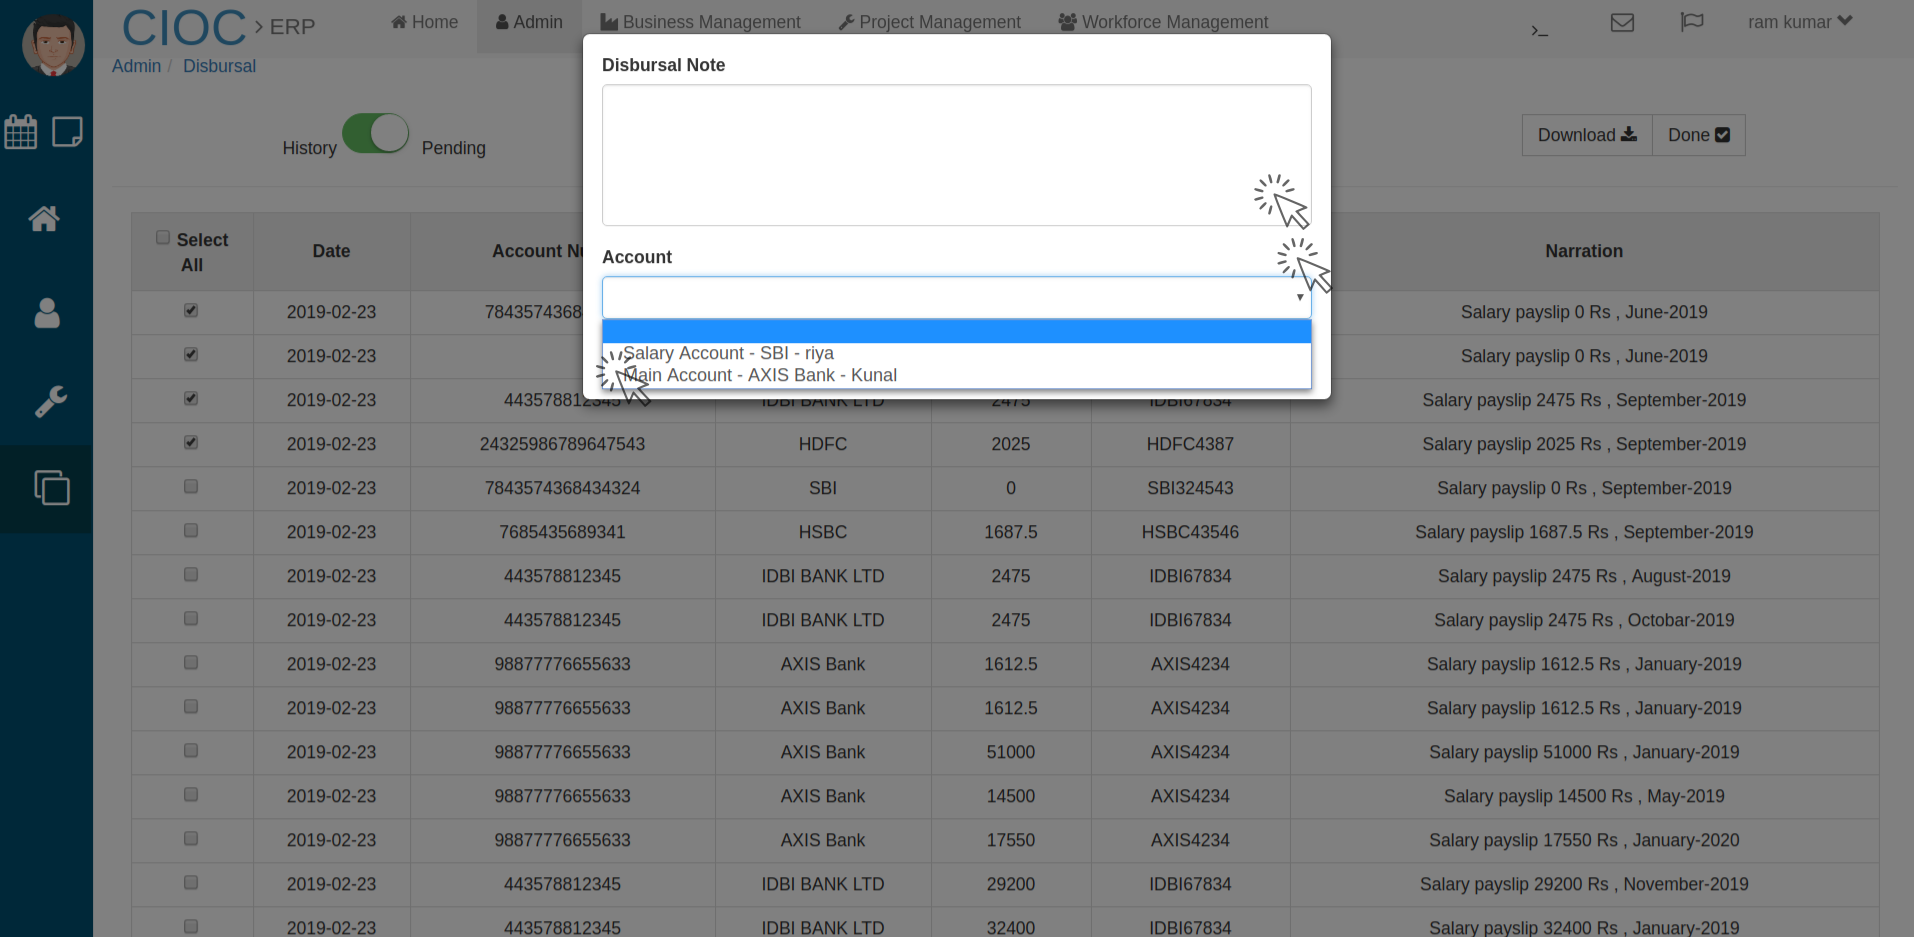 CIOC > ERP
Home Admin Business Management Project Management Workforce Management ram kumar
Admin / Disbursal
History Pending
Download Done
Disbursal Note
Account
Salary Account - SBI - riya
Main Account - AXIS Bank - Kunal
Select All Date Account Narration
2019-02-23 7843574368 Salary payslip 0 Rs , June-2019
2019-02-23 Salary payslip 0 Rs , June-2019
2019-02-23 443578812345 IDBI BANK LTD 2475 IDBI67834 Salary payslip 2475 Rs , September-2019
2019-02-23 24325986789647543 HDFC 2025 HDFC4387 Salary payslip 2025 Rs , September-2019
2019-02-23 7843574368434324 SBI 0 SBI324543 Salary payslip 0 Rs , September-2019
2019-02-23 7685435689341 HSBC 1687.5 HSBC43546 Salary payslip 1687.5 Rs , September-2019
2019-02-23 443578812345 IDBI BANK LTD 2475 IDBI67834 Salary payslip 2475 Rs , August-2019
2019-02-23 443578812345 IDBI BANK LTD 2475 IDBI67834 Salary payslip 2475 Rs , Octobar-2019
2019-02-23 98877776655633 AXIS Bank 1612.5 AXIS4234 Salary payslip 1612.5 Rs , January-2019
2019-02-23 98877776655633 AXIS Bank 1612.5 AXIS4234 Salary payslip 1612.5 Rs , January-2019
2019-02-23 98877776655633 AXIS Bank 51000 AXIS4234 Salary payslip 51000 Rs , January-2019
2019-02-23 98877776655633 AXIS Bank 14500 AXIS4234 Salary payslip 14500 Rs , May-2019
2019-02-23 98877776655633 AXIS Bank 17550 AXIS4234 Salary payslip 17550 Rs , January-2020
2019-02-23 443578812345 IDBI BANK LTD 29200 IDBI67834 Salary payslip 29200 Rs , November-2019
2019-02-23 443578812345 IDBI BANK LTD 32400 IDBI67834 Salary payslip 32400 Rs , January-2019